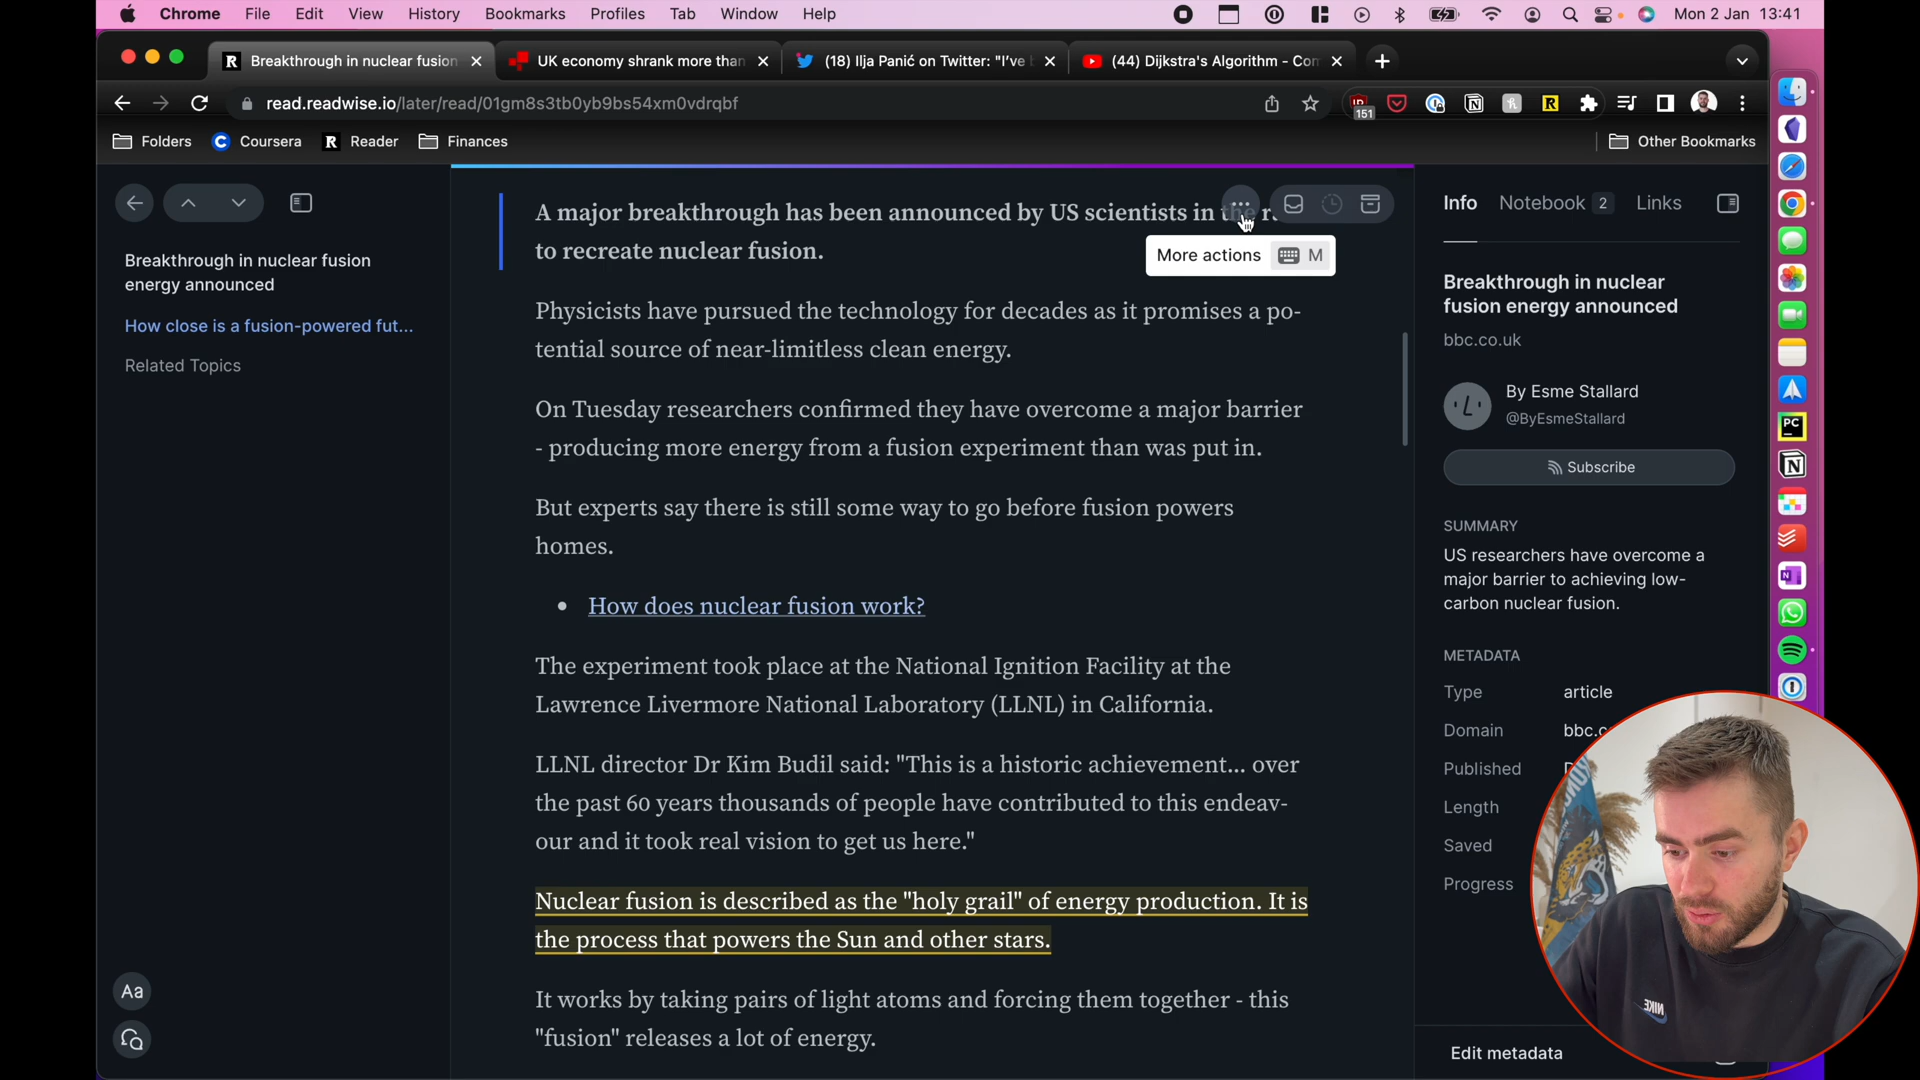 Chrome File Edit View History Bookmarks Profiles Tab Window Help Mon 2 Jan 13:41
Breakthrough in nuclear fusion UK economy shrank more than (18) Ilja Panić on Twitter: "I've (44) Dijkstra's Algorithm - Com
read.readwise.io/later/read/01gm8s3tb0yb9bs54xm0vdrqbf 151
Folders Coursera Reader Finances Other Bookmarks
Breakthrough in nuclear fusion
energy announced
How close is a fusion-powered fut...
Related Topics
Aa
A major breakthrough has been announced by US scientists in the
to recreate nuclear fusion.
More actions M
Physicists have pursued the technology for decades as it promises a po-
tential source of near-limitless clean energy.
On Tuesday researchers confirmed they have overcome a major barrier
- producing more energy from a fusion experiment than was put in.
But experts say there is still some way to go before fusion powers
homes.
• How does nuclear fusion work?
The experiment took place at the National Ignition Facility at the
Lawrence Livermore National Laboratory (LLNL) in California.
LLNL director Dr Kim Budil said: "This is a historic achievement... over
the past 60 years thousands of people have contributed to this endeav-
our and it took real vision to get us here."
Nuclear fusion is described as the "holy grail" of energy production. It is
the process that powers the Sun and other stars.
It works by taking pairs of light atoms and forcing them together - this
"fusion" releases a lot of energy.
Info Notebook 2 Links
Breakthrough in nuclear
fusion energy announced
bbc.co.uk
By Esme Stallard
@ByEsmeStallard
Subscribe
SUMMARY
US researchers have overcome a
major barrier to achieving low-
carbon nuclear fusion.
METADATA
Type article
Domain bbc.c
Published
Length
Saved
Progress
Edit metadata
PC
NIKE